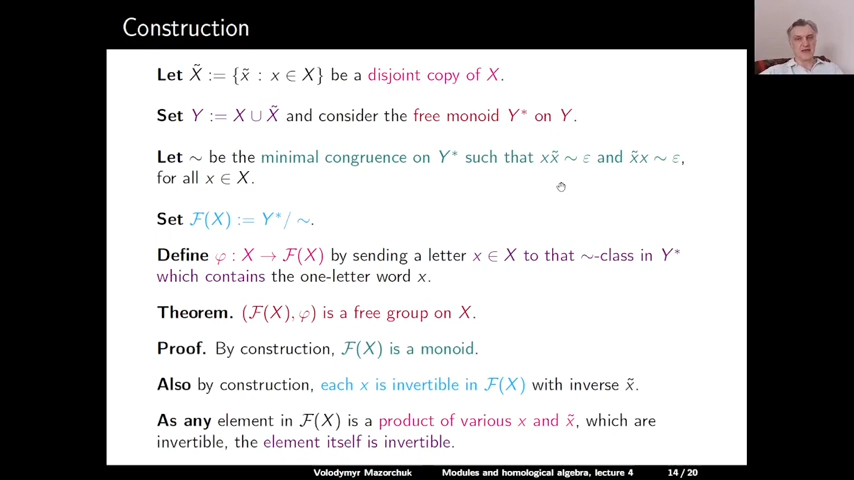 Construction
Let X̃ := {x̃ : x ∈ X} be a disjoint copy of X.
Set Y := X ∪ X̃ and consider the free monoid Y* on Y.
Let ∼ be the minimal congruence on Y* such that xx̃ ∼ ε and x̃x ∼ ε,
for all x ∈ X.
Set ℱ(X) := Y*/ ∼.
Define φ : X → ℱ(X) by sending a letter x ∈ X to that ∼-class in Y*
which contains the one-letter word x.
Theorem. (ℱ(X), φ) is a free group on X.
Proof. By construction, ℱ(X) is a monoid.
Also by construction, each x is invertible in ℱ(X) with inverse x̃.
As any element in ℱ(X) is a product of various x and x̃, which are
invertible, the element itself is invertible.
Volodymyr Mazorchuk Modules and homological algebra, lecture 4 14 / 20